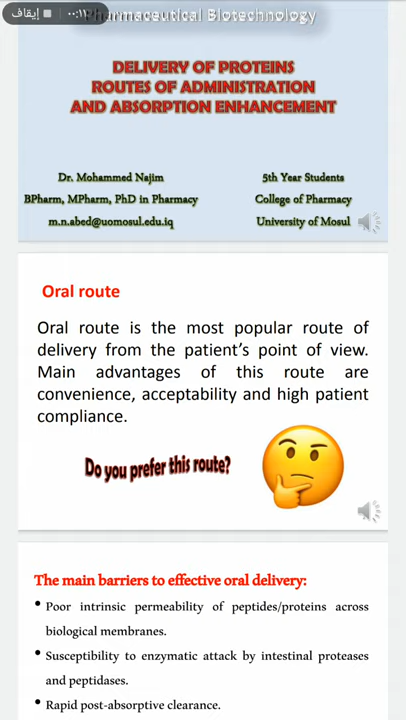 إيقاف ٠٠:١١
Pharmaceutical Biotechnology
DELIVERY OF PROTEINS
ROUTES OF ADMINISTRATION
AND ABSORPTION ENHANCEMENT
Dr. Mohammed Najim
BPharm, MPharm, PhD in Pharmacy
m.n.abed@uomosul.edu.iq
5th Year Students
College of Pharmacy
University of Mosul
Oral route
Oral route is the most popular route of
delivery from the patient's point of view.
Main advantages of this route are
convenience, acceptability and high patient
compliance.
Do you prefer this route?
The main barriers to effective oral delivery:
• Poor intrinsic permeability of peptides/proteins across
biological membranes.
• Susceptibility to enzymatic attack by intestinal proteases
and peptidases.
• Rapid post-absorptive clearance.